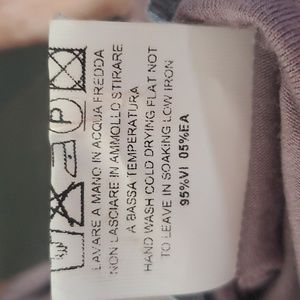 P
LAVARE A MANO IN ACQUA FREDDA
NON LASCIARE IN AMMOLLO STIRARE
A BASSA TEMPERATURA
HAND WASH COLD DRYING FLAT NOT
TO LEAVE IN SOAKING LOW IRON
95%VI 05%EA